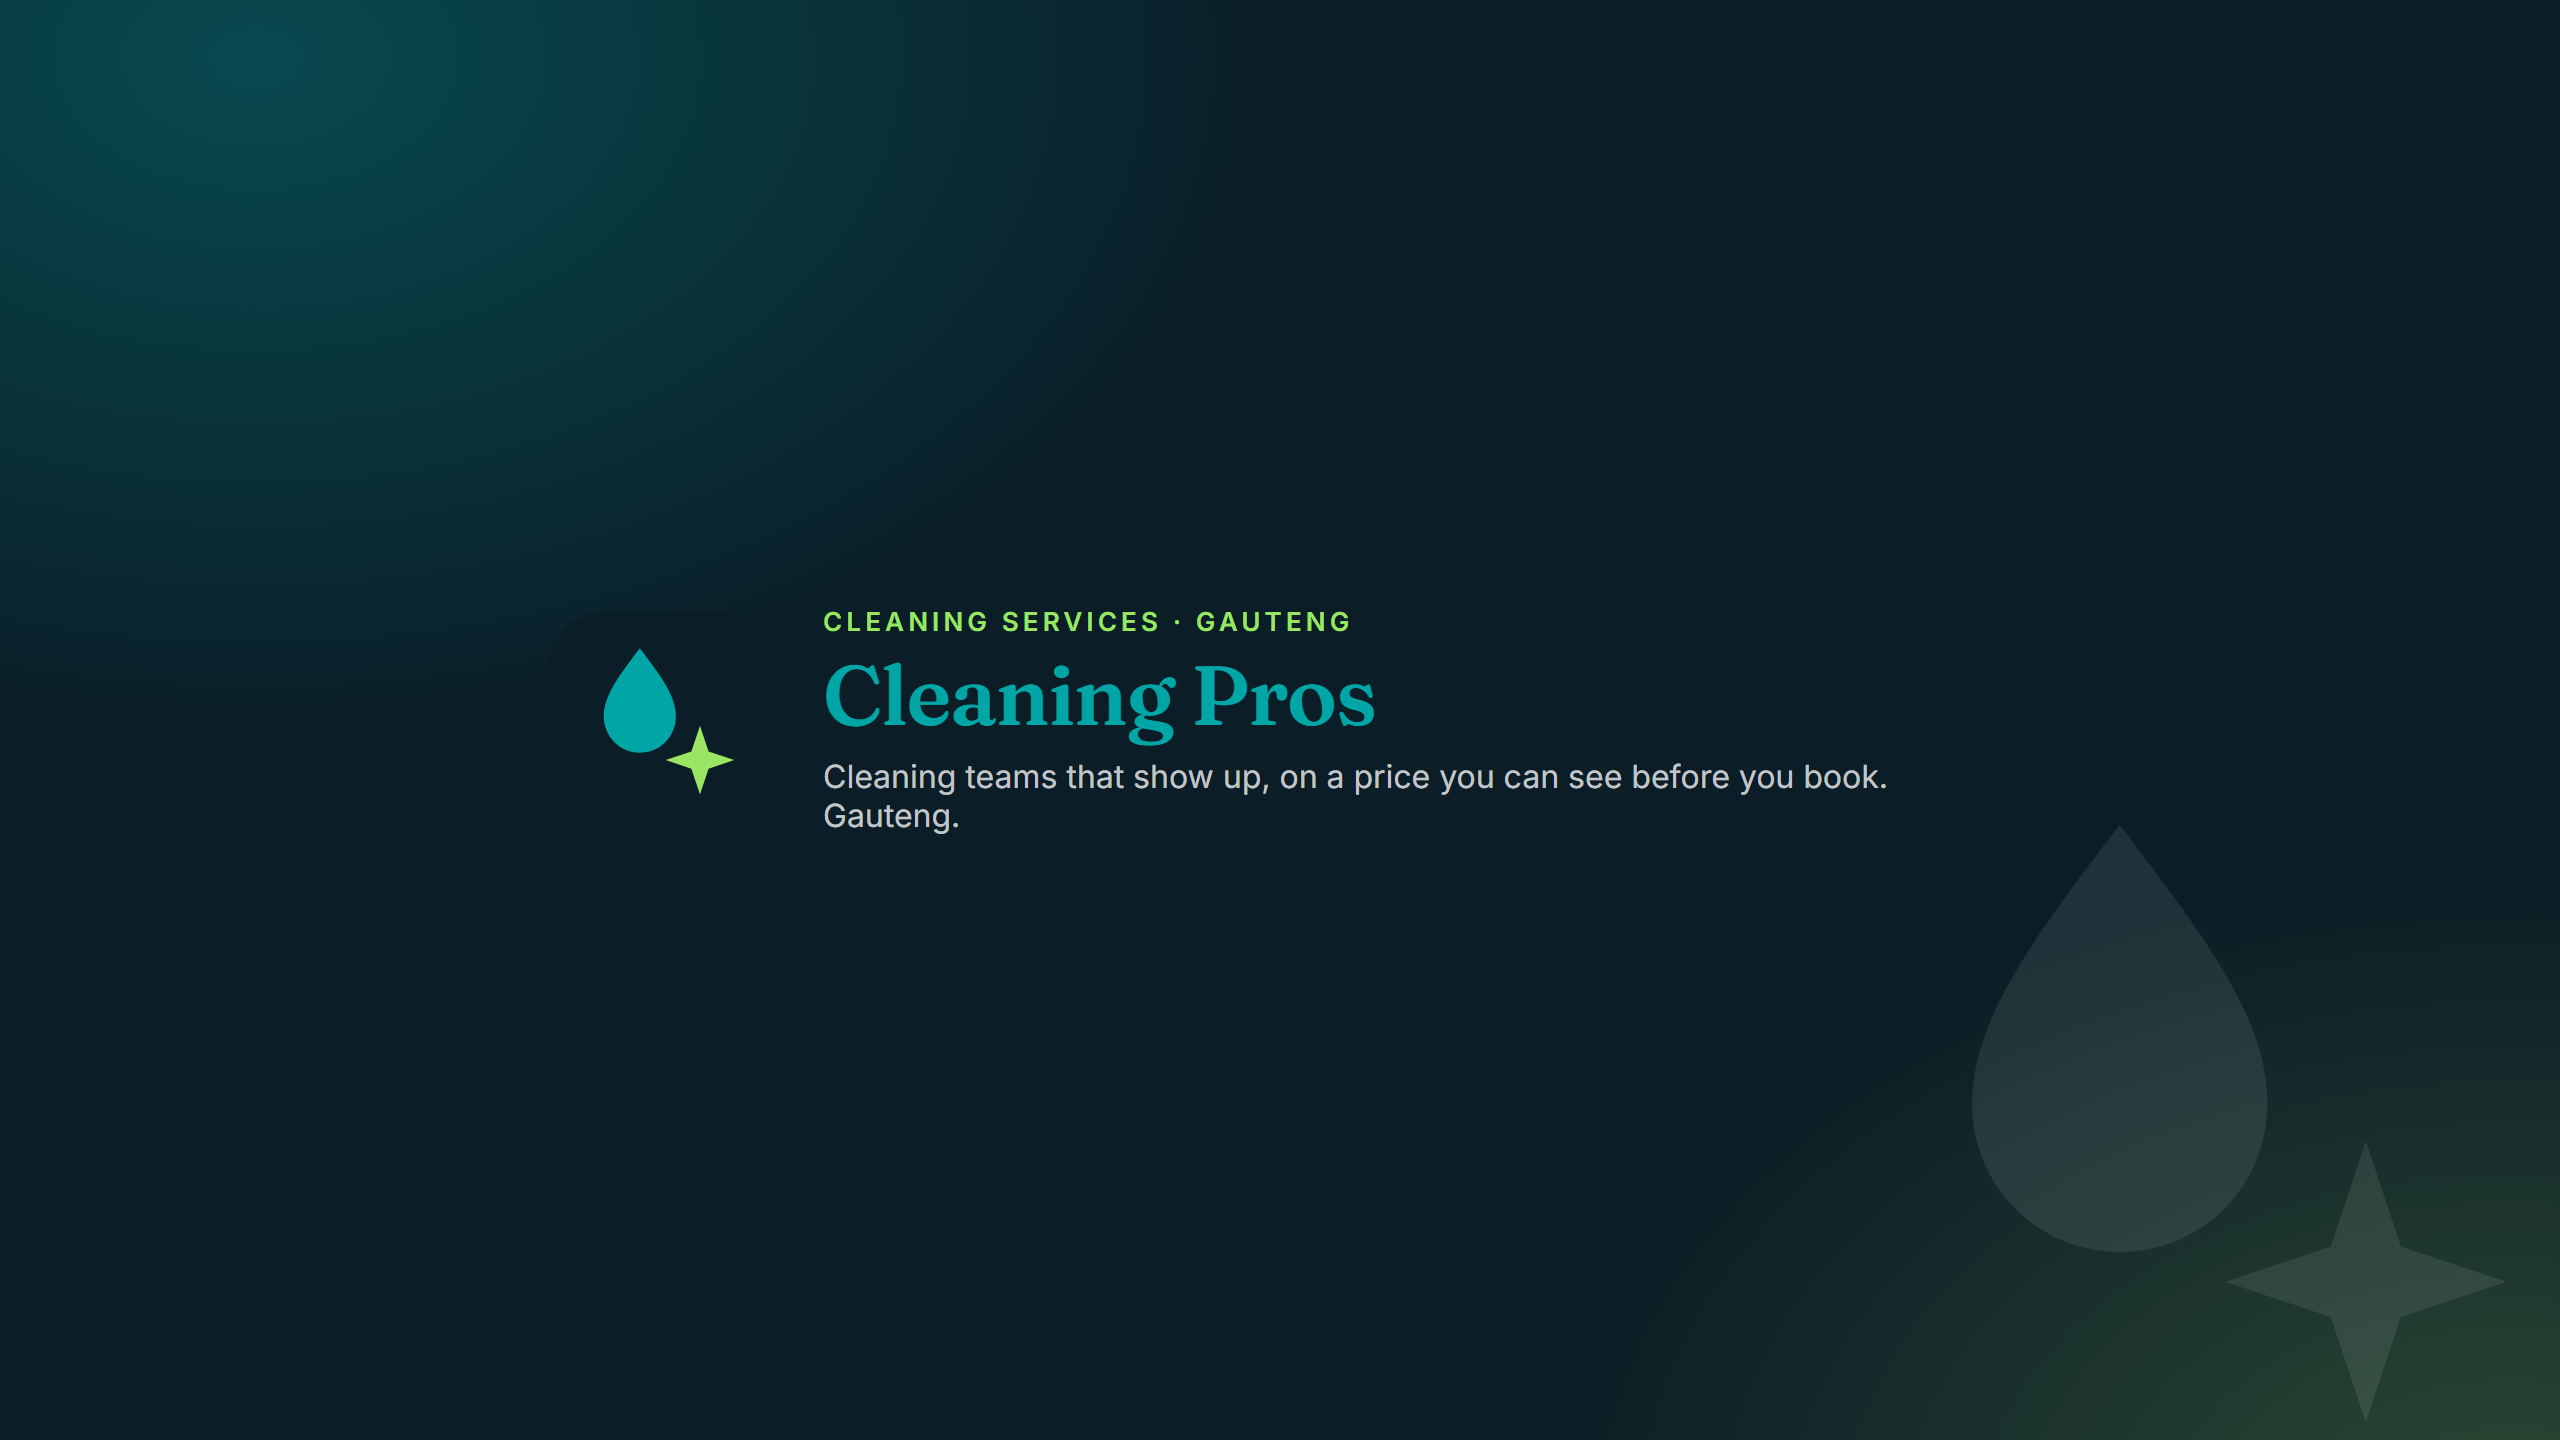 CLEANING SERVICES · GAUTENG
Cleaning Pros
Cleaning teams that show up, on a price you can see before you book.
Gauteng.